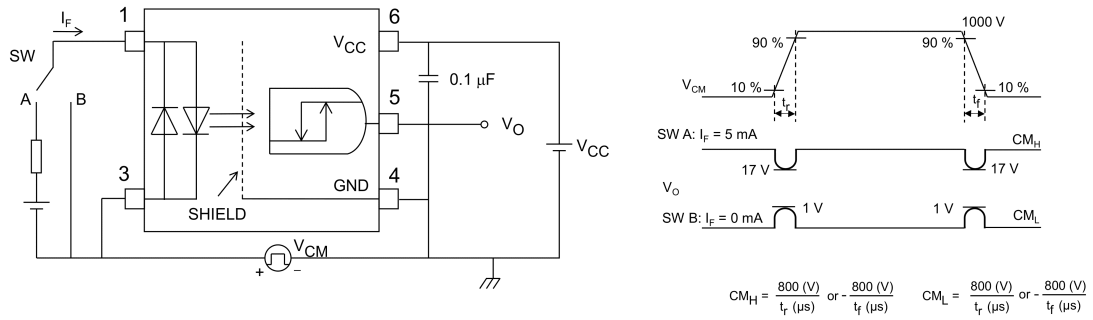 I_F
1
6
SW
V_CC
0.1 µF
A
B
5
V_O
V_CC
3
GND
4
SHIELD
V_CM
+
−
1000 V
90 %
90 %
V_CM
10 %
10 %
t_r
t_f
SW A: I_F = 5 mA
CM_H
17 V
17 V
V_O
SW B: I_F = 0 mA
1 V
1 V
CM_L
CM_H = 800 (V) / t_r (µs) or - 800 (V) / t_f (µs)
CM_L = 800 (V) / t_r (µs) or - 800 (V) / t_f (µs)